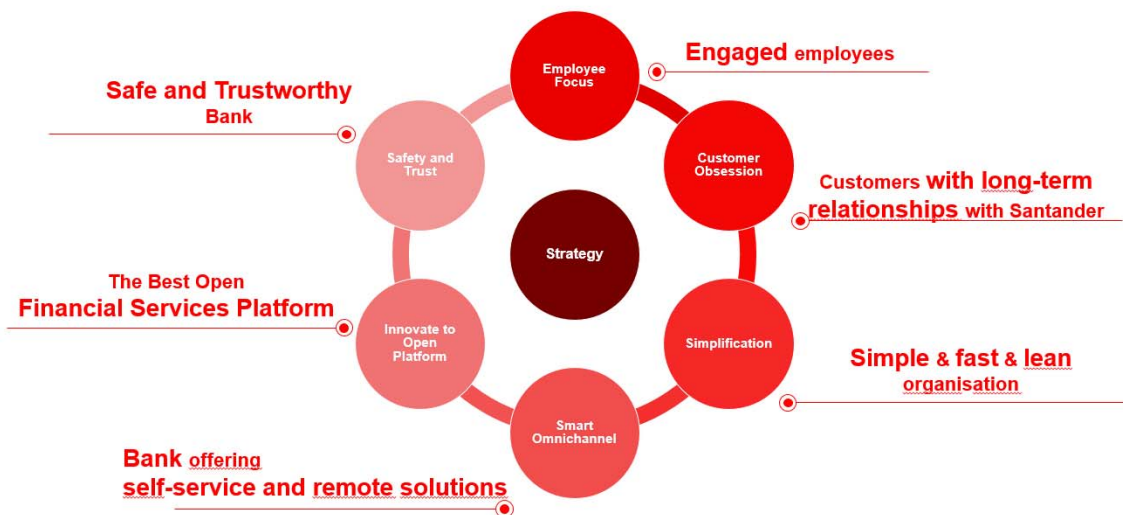 Employee
Focus
Engaged employees
Safe and Trustworthy
Bank
Safety and
Trust
Customer
Obsession
Customers with long-term
relationships with Santander
Strategy
The Best Open
Financial Services Platform
Innovate to
Open
Platform
Simplification
Simple & fast & lean
organisation
Smart
Omnichannel
Bank offering
self-service and remote solutions